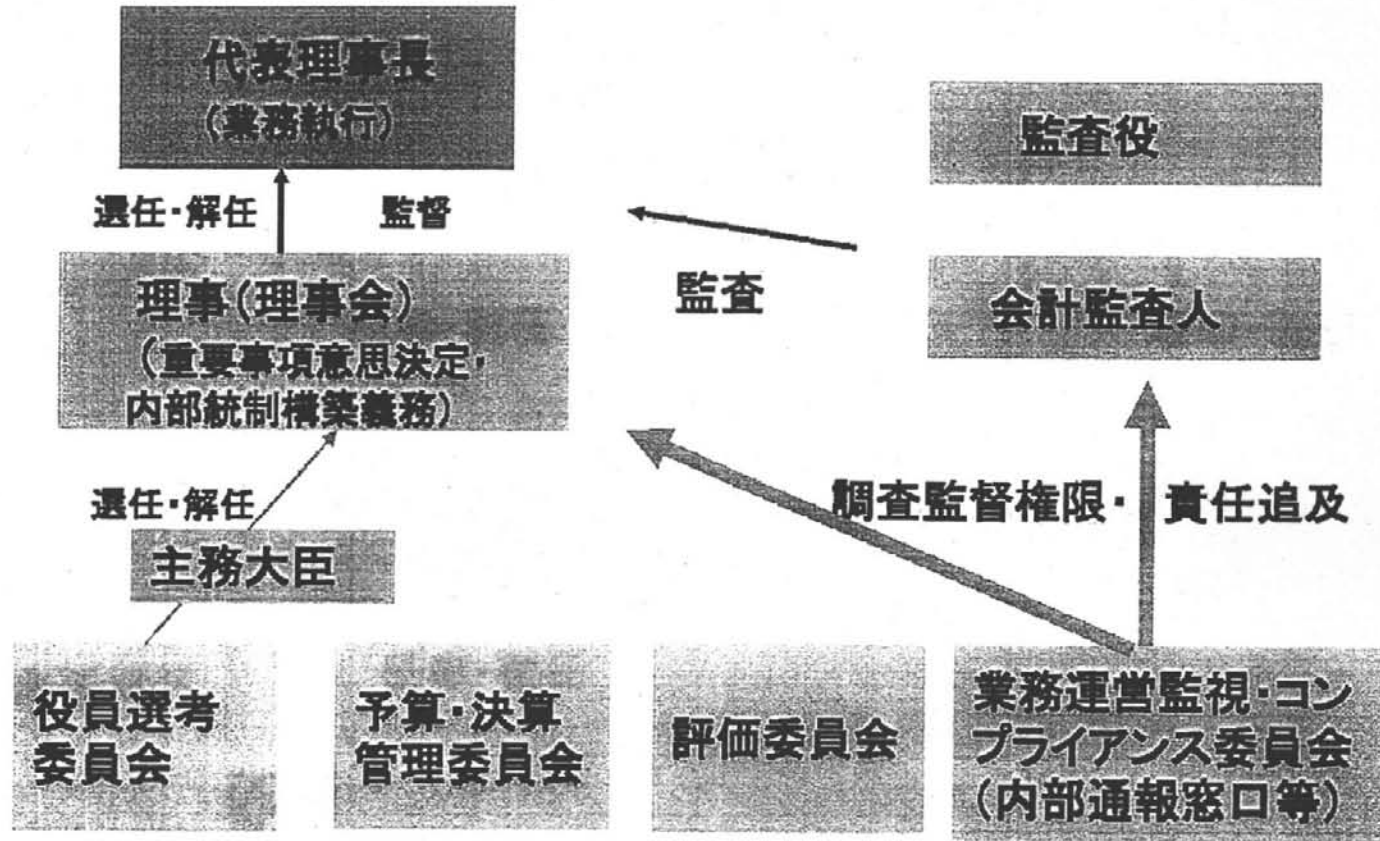 代表理事長
(業務執行)
監査役
選任・解任
監督
監査
理事(理事会)
(重要事項意思決定・
内部統制構築義務)
会計監査人
選任・解任
調査監督権限・責任追及
主務大臣
役員選考
委員会
予算・決算
管理委員会
評価委員会
業務運営監視・コン
プライアンス委員会
(内部通報窓口等)